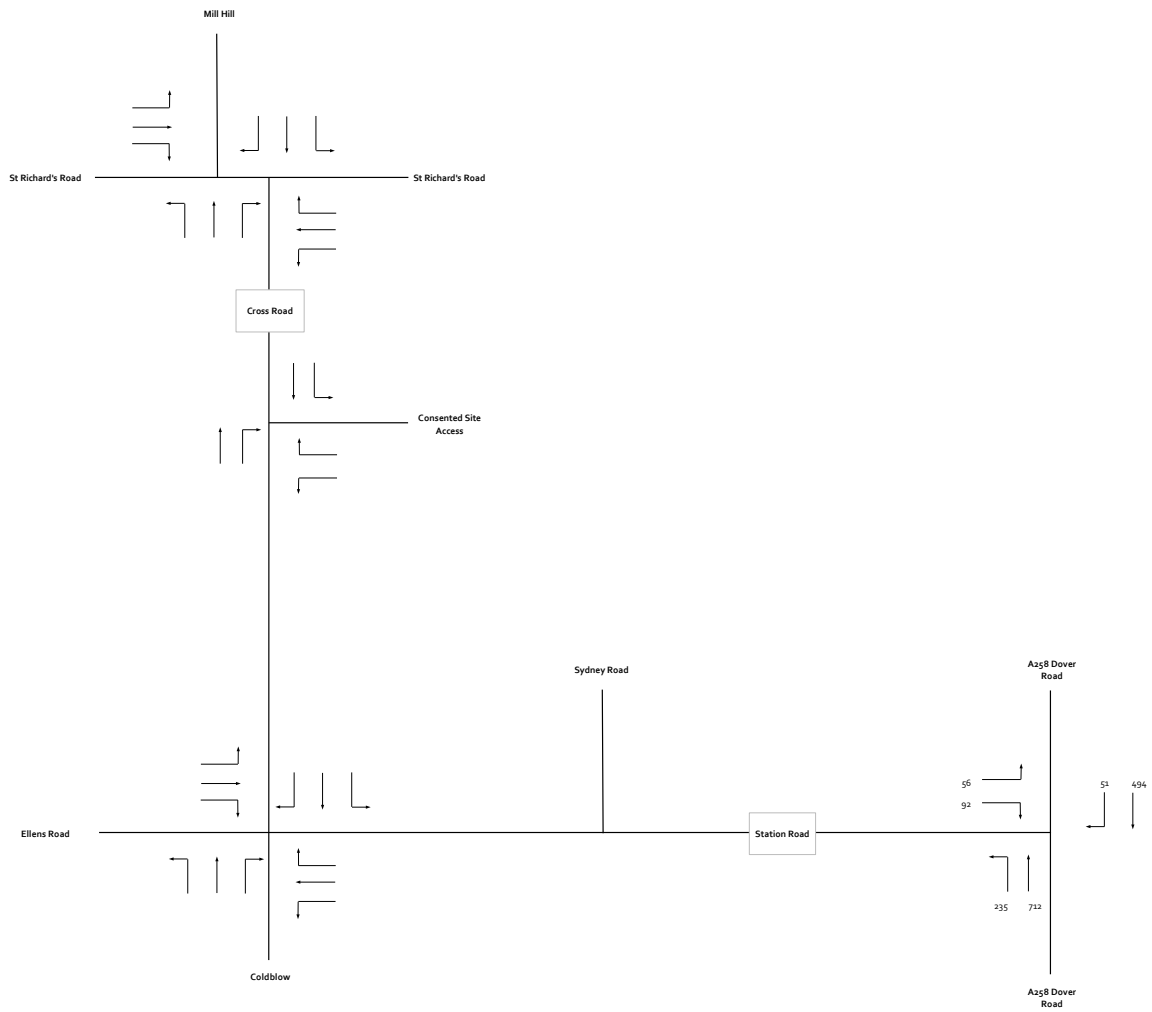 Mill Hill
St Richard's Road
St Richard's Road
Cross Road
Consented Site
Access
Sydney Road
A258 Dover
Road
56
51
494
92
Ellens Road
Station Road
235
712
Coldblow
A258 Dover
Road